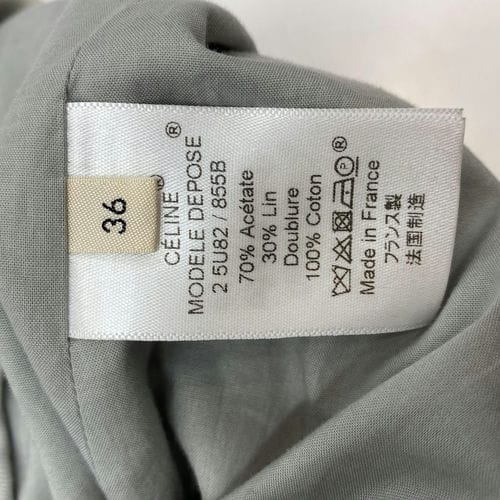 36
CÉLINE®
MODELE DEPOSE®
2 5U82 / 855B
70% Acétate
30% Lin
Doublure
100% Coton
Made in France
フランス製
法国制造